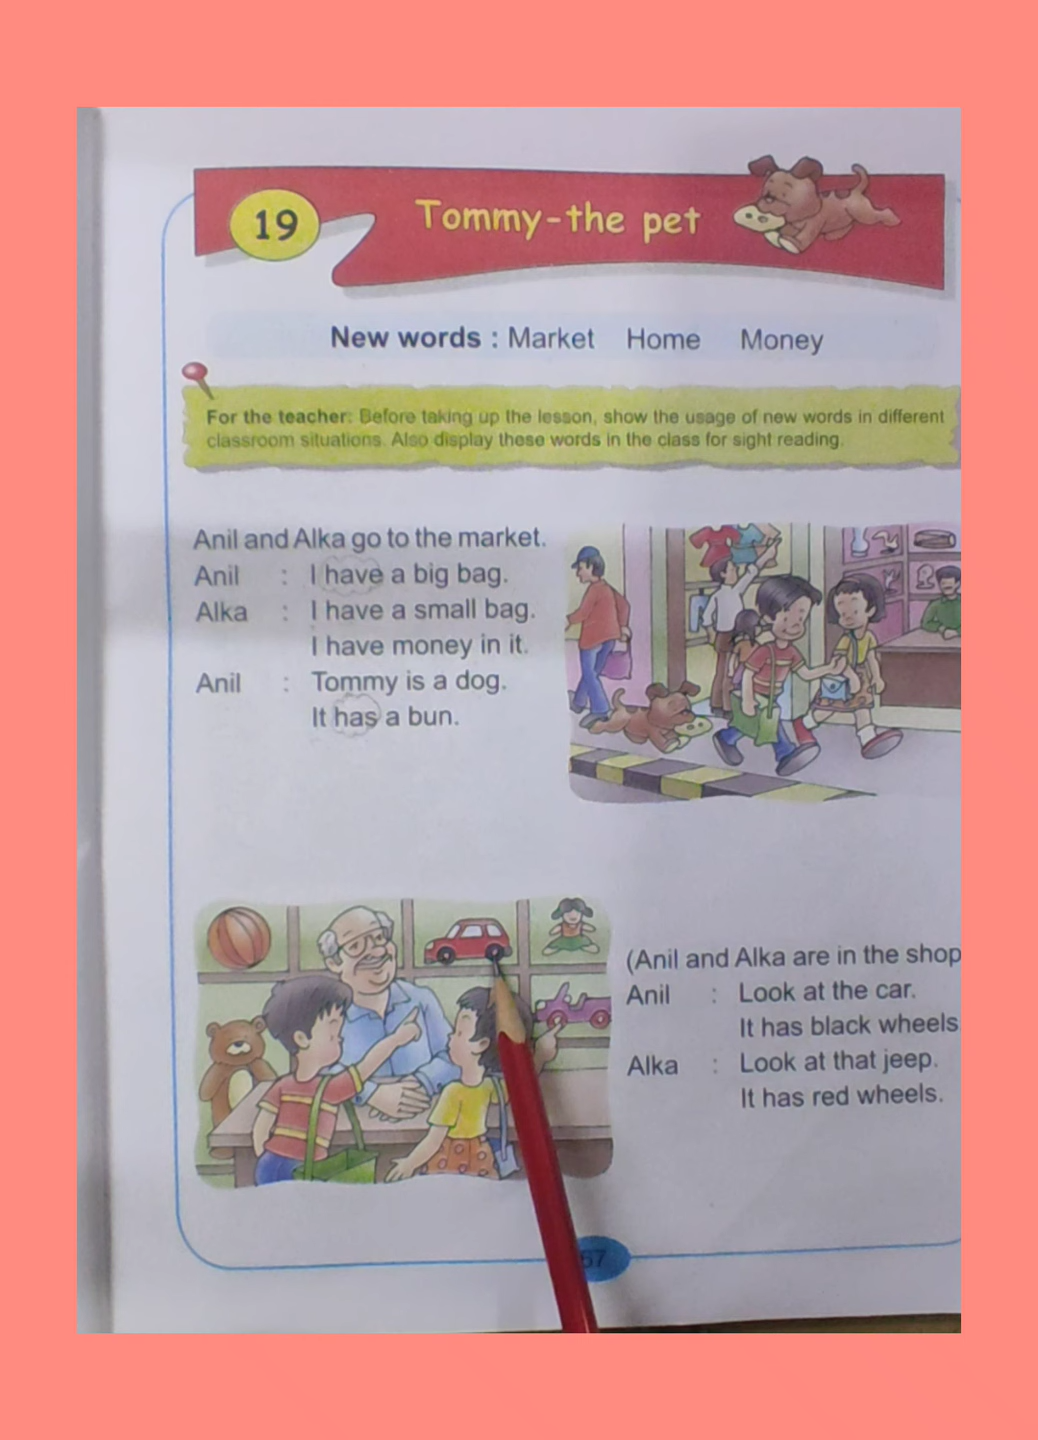 19
Tommy-the pet
New words : Market Home Money
For the teacher: Before taking up the lesson, show the usage of new words in different
classroom situations. Also display these words in the class for sight reading.
Anil and Alka go to the market.
Anil : I have a big bag.
Alka : I have a small bag.
I have money in it.
Anil : Tommy is a dog.
It has a bun.
(Anil and Alka are in the shop
Anil : Look at the car.
It has black wheels
Alka : Look at that jeep.
It has red wheels.
67